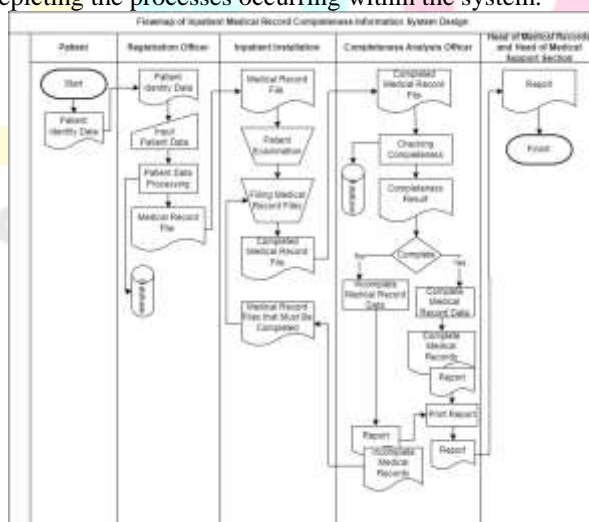 epicting the processes occurring within the system.
Flowmap of Inpatient Medical Record Completeness Information System Design
Patient
Registration Officer
Inpatient Installation
Completeness Analysis Officer
Head of Medical Records
and Head of Medical
Support Section
Start
Patient
Identity Data
Patient
Identity Data
Input
Patient Data
Patient Data
Processing
Medical Record
File
Medical Record
File
Patient
Examination
Filling Medical
Record Files
Completed
Medical Record
File
Medical Record
Files that Must Be
Completed
Completed
Medical Record
File
Checking
Completeness
Completeness
Result
Complete
No
Yes
Incomplete
Medical Record
Data
Complete
Medical
Record Data
Complete
Medical
Records
Report
Print Report
Report
Report
Incomplete
Medical
Records
Report
Finish